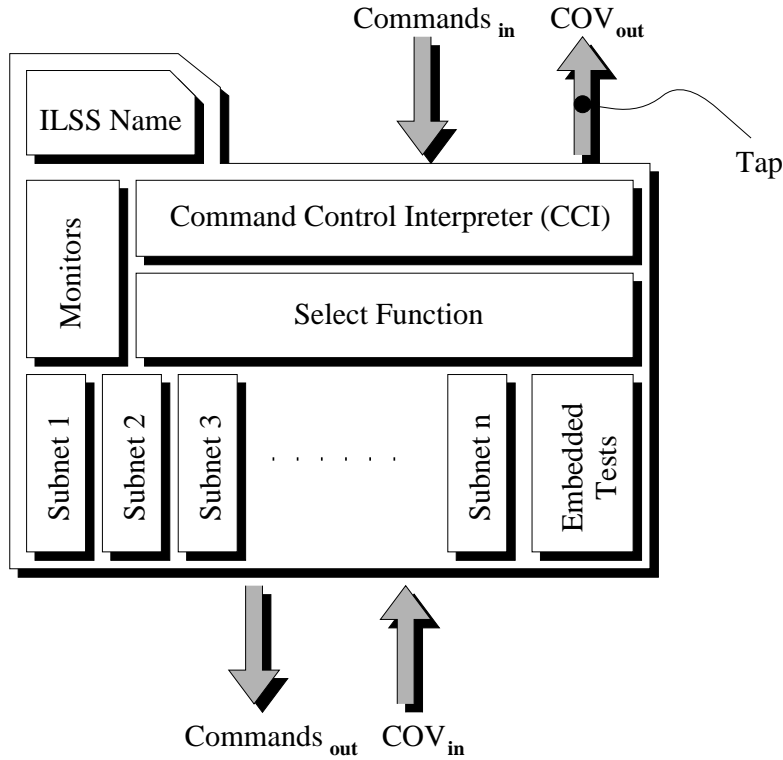 Commands in
COV out
ILSS Name
Tap
Command Control Interpreter (CCI)
Monitors
Select Function
Subnet 1
Subnet 2
Subnet 3
. . . . . .
Subnet n
Embedded
Tests
Commands out
COV in